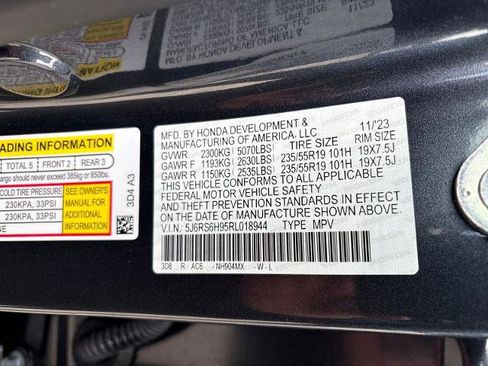 ADING INFORMATION
TOTAL 5 FRONT 2 REAR 3
argo should never exceed 385kg or 850lbs.
COLD TIRE PRESSURE
230KPA, 33PSI
230KPA, 33PSI
NE
SEE OWNER'S
MANUAL FOR
ADDITIONAL
INFORMATION
3D4 A3
MFD. BY HONDA DEVELOPMENT & 11/23
MANUFACTURING OF AMERICA, LLC
GVWR 2300KG (5070LBS) TIRE SIZE RIM SIZE
GAWR F 1193KG (2630LBS) 235/55R19 101H 19X7.5J
GAWR R 1150KG (2535LBS) 235/55R19 101H 19X7.5J
THIS VEHICLE CONFORMS TO ALL APPLICABLE
FEDERAL MOTOR VEHICLE SAFETY
AND THEFT PREVENTION STANDARDS IN EFFECT ON
THE DATE OF MANUFACTURE SHOWN ABOVE.
V.I.N. 5J6RS6H95RL018944 TYPE MPV
3D8 R AC6 NH904MX -W-L